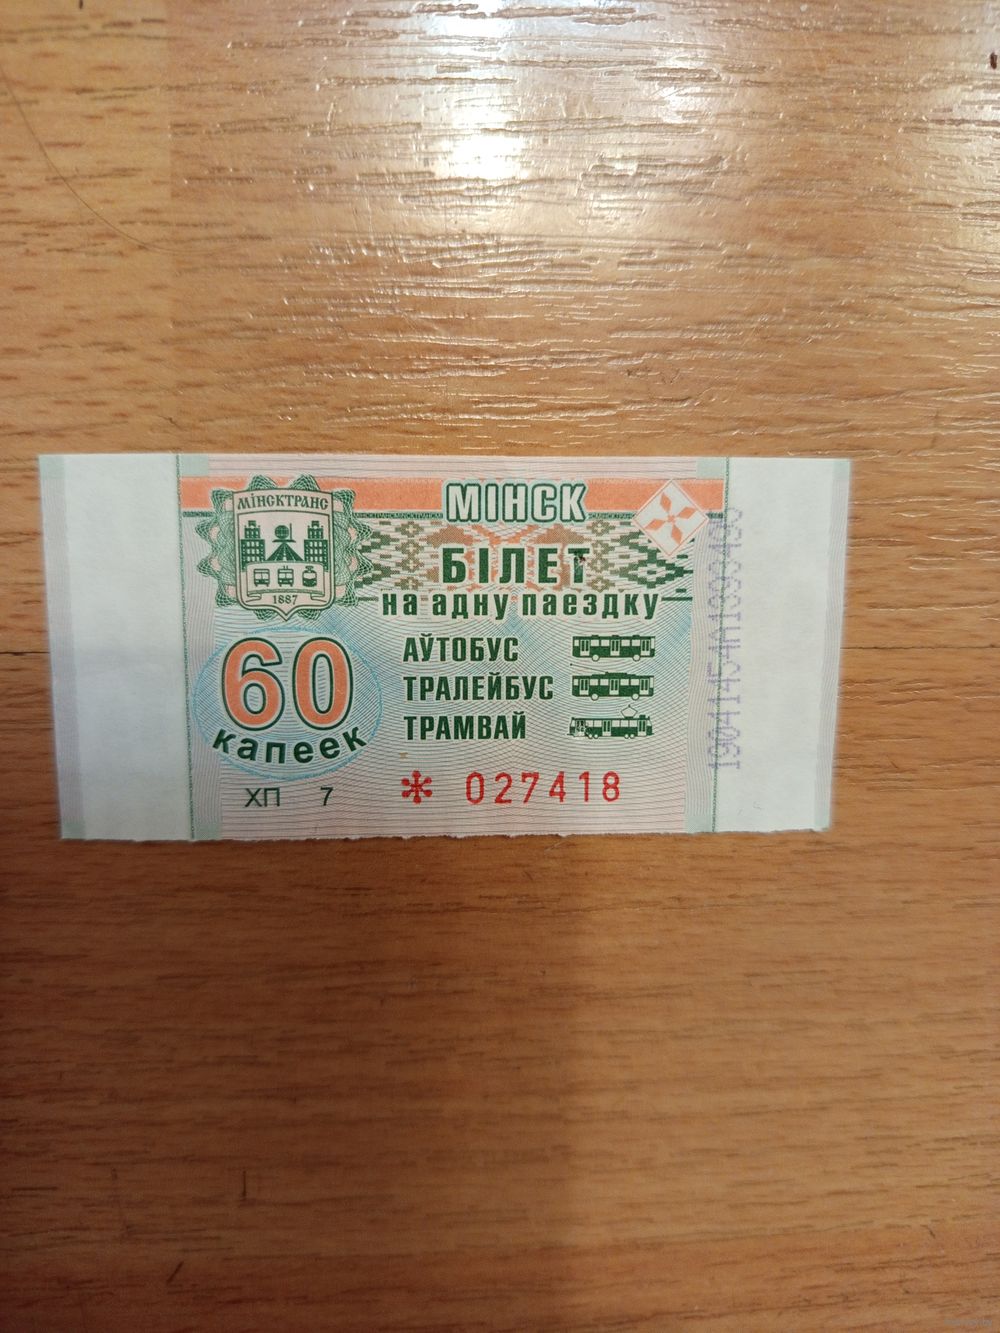 МІНСКТРАНС
1887
МІНСК
БІЛЕТ
на адну паездку
60
капеек
АЎТОБУС
ТРАЛЕЙБУС
ТРАМВАЙ
ХП 7
* 027418